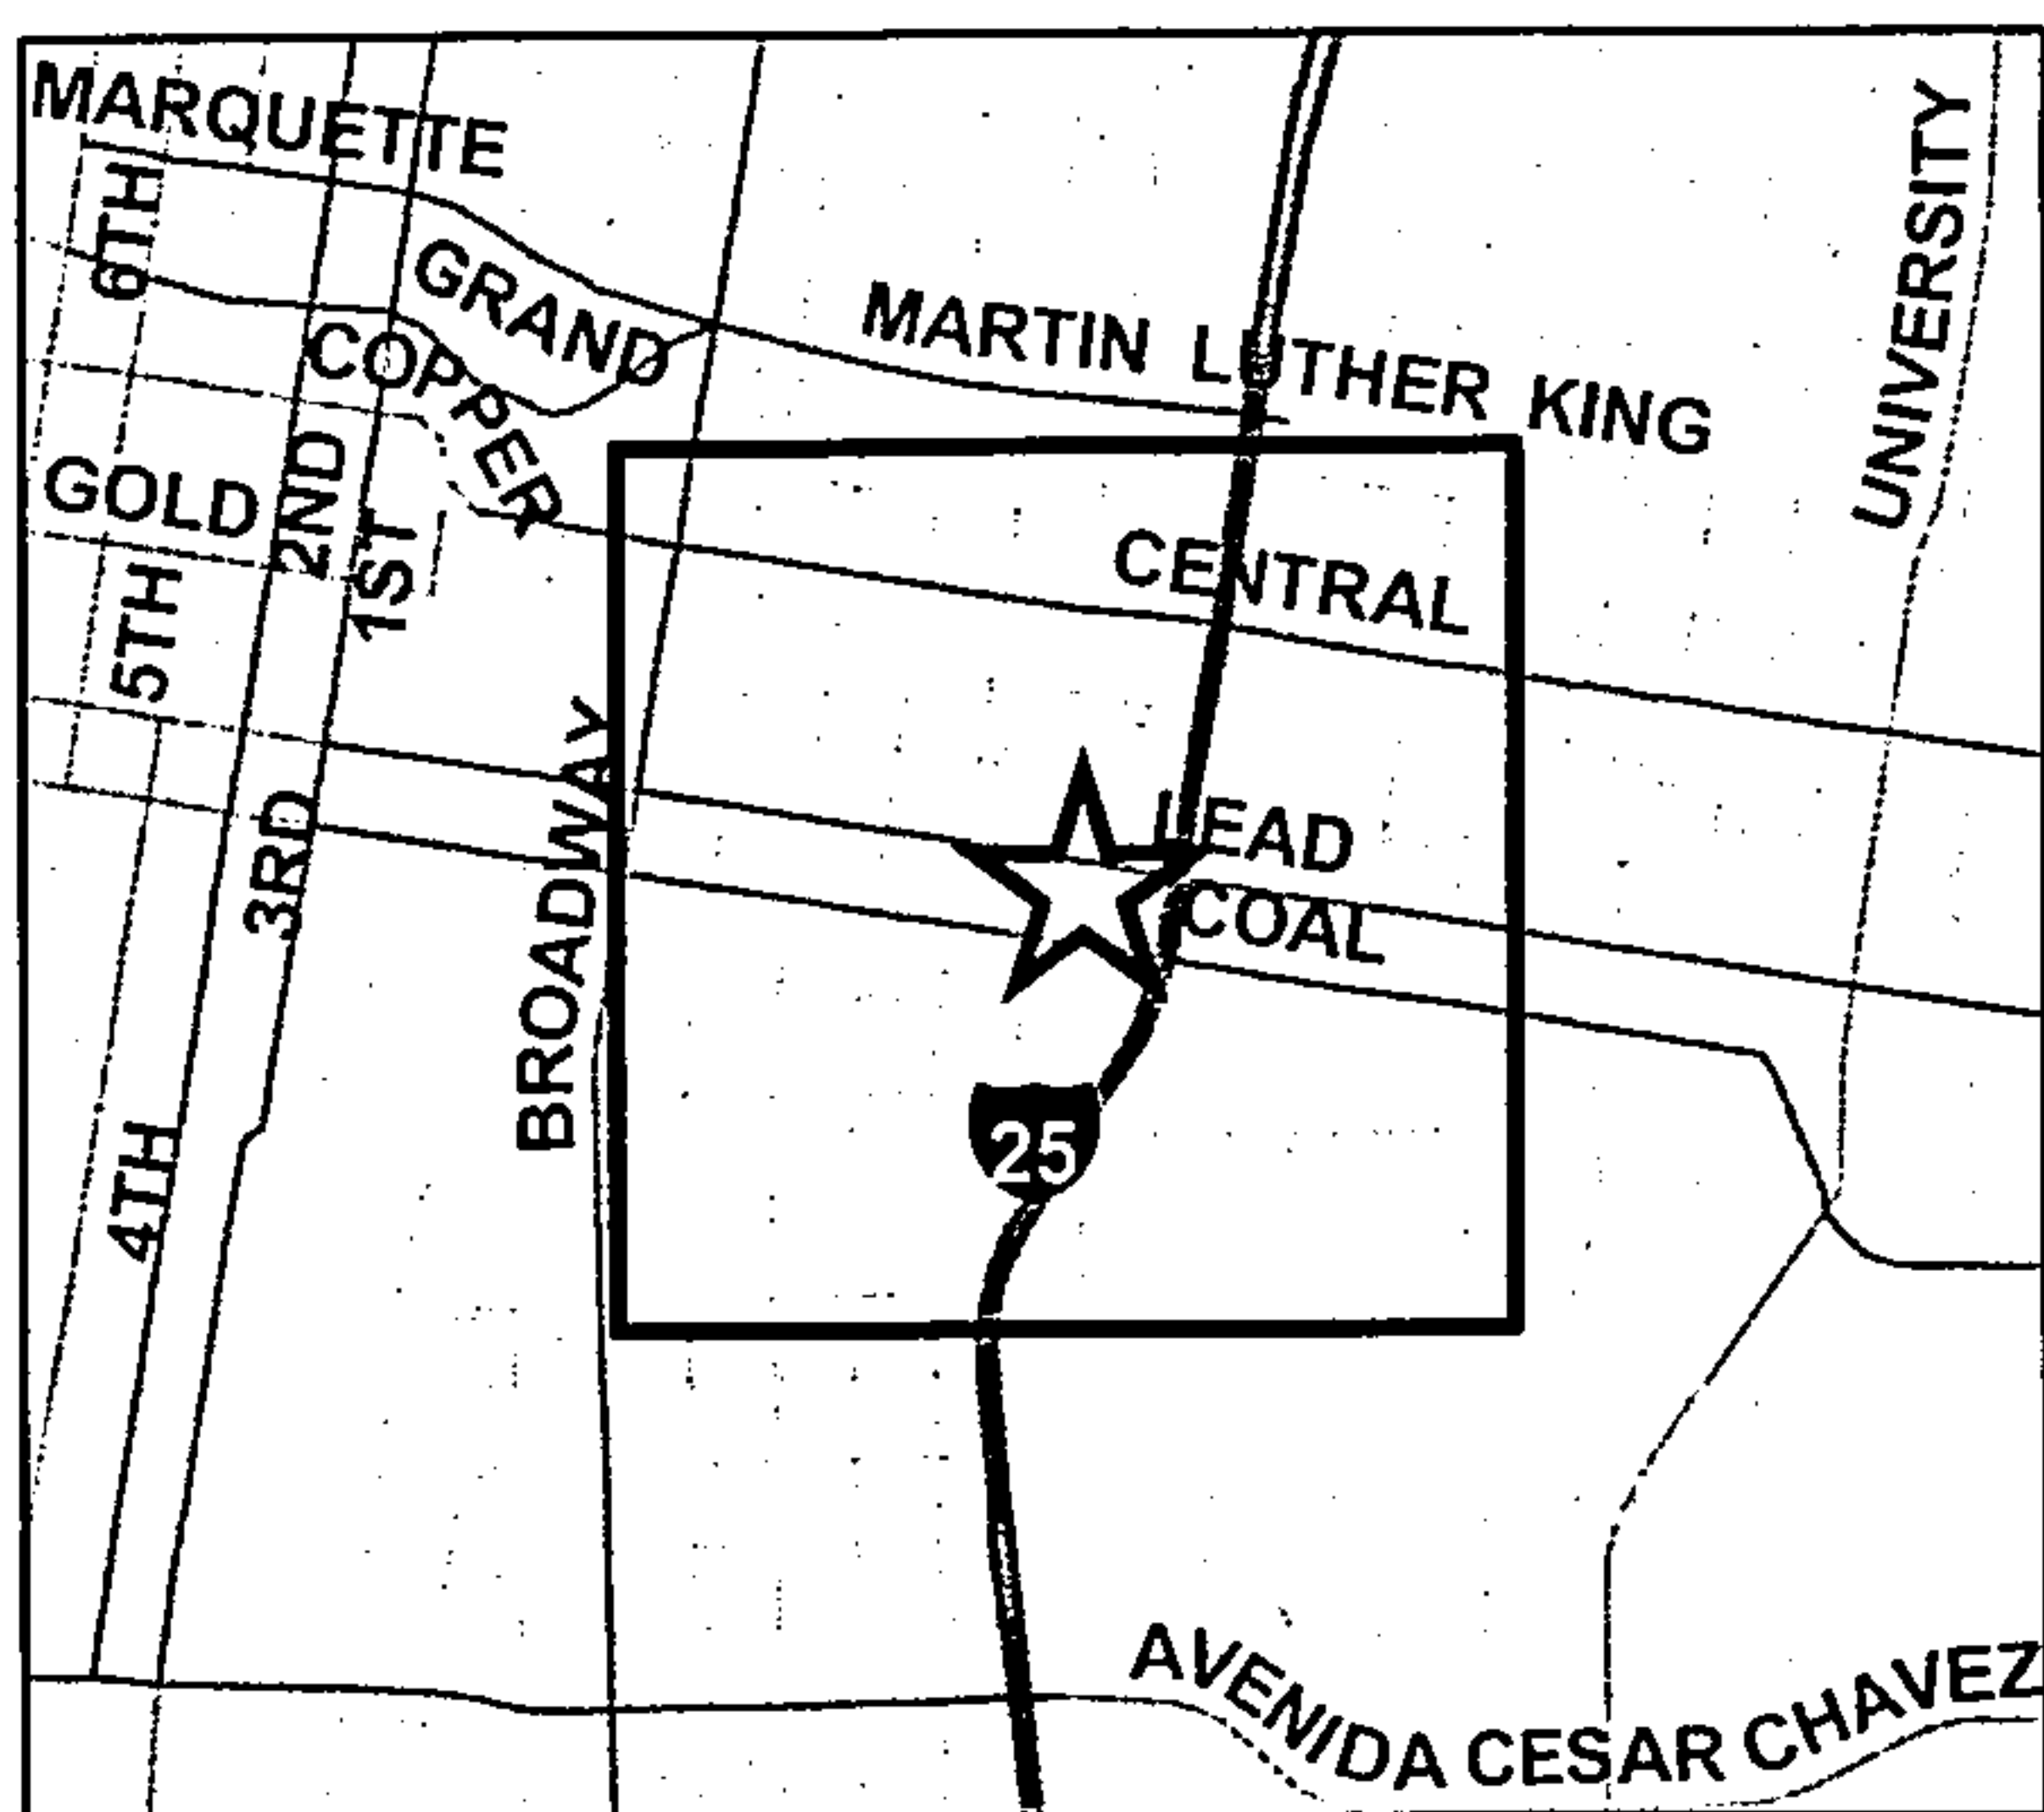 MARQUETTE
6TH
GRAND
COPPER
MARTIN LUTHER KING
UNIVERSITY
GOLD
2ND
1ST
5TH
CENTRAL
BROADWAY
3RD
LEAD
COAL
4TH
25
AVENIDA CESAR CHAVEZ